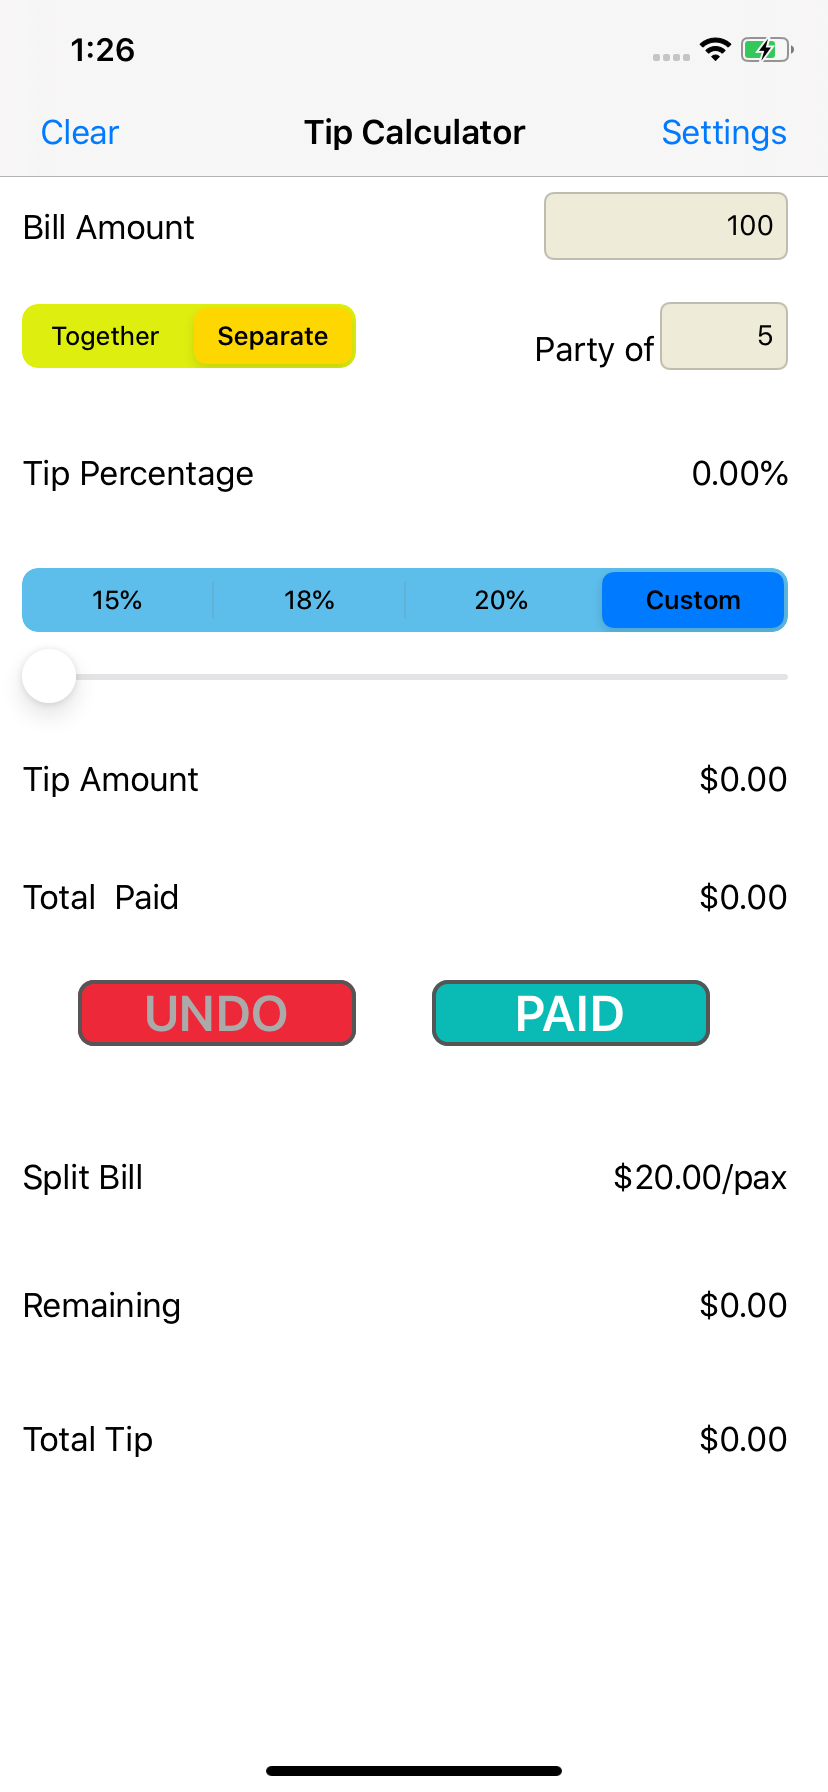 1:26
Clear Tip Calculator Settings
Bill Amount 100
Together Separate Party of 5
Tip Percentage 0.00%
15% 18% 20% Custom
Tip Amount $0.00
Total  Paid $0.00
UNDO PAID
Split Bill $20.00/pax
Remaining $0.00
Total Tip $0.00